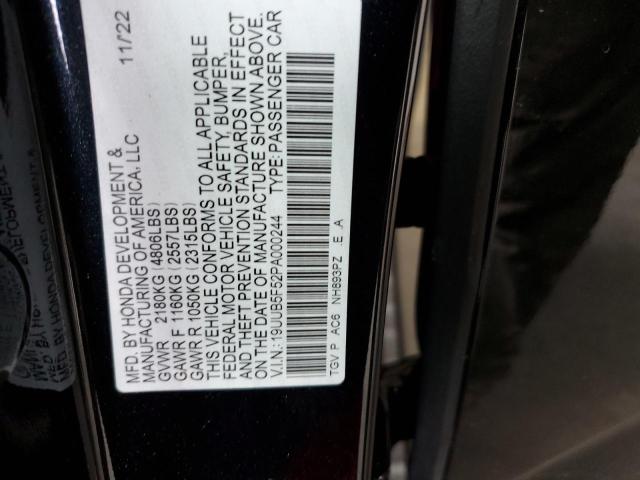 MFD. BY HONDA DEVELOPMENT &
MANUFACTURING OF AMERICA, LLC 11/22
GVWR 2180KG (4806LBS)
GAWR F 1160KG (2557LBS)
GAWR R 1050KG (2315LBS)
THIS VEHICLE CONFORMS TO ALL APPLICABLE
FEDERAL MOTOR VEHICLE SAFETY, BUMPER,
AND THEFT PREVENTION STANDARDS IN EFFECT
ON THE DATE OF MANUFACTURE SHOWN ABOVE.
V.I.N.: 19UUB5F52PA000244 TYPE: PASSENGER CAR
TGV P AC6 NH893PZ E A